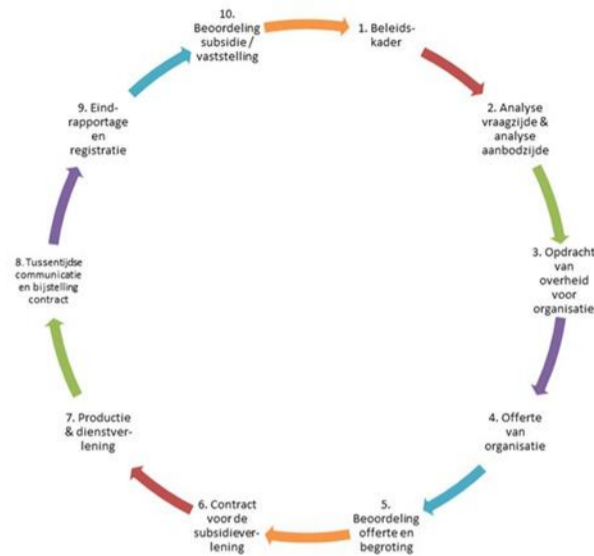 1. Beleids-
kader
2. Analyse
vraagzijde &
analyse
aanbodzijde
3. Opdracht
van
overheid
voor
organisatie
4. Offerte
van
organisatie
5.
Beoordeling
offerte en
begroting
6. Contract
voor de
subsidiever-
lening
7. Productie
& dienstver-
lening
8. Tussentijdse
communicatie
en bijstelling
contract
9. Eind-
rapportage
en
registratie
10.
Beoordeling
subsidie /
vaststelling